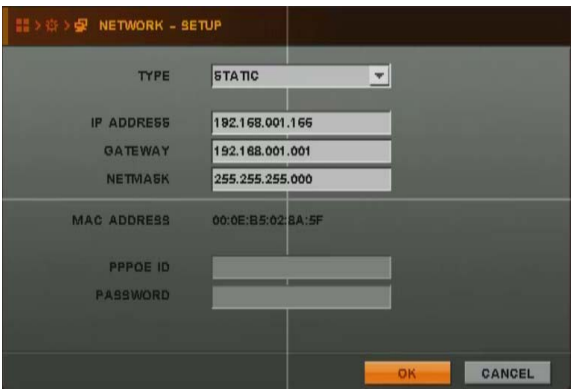 NETWORK - SETUP
TYPE STATIC
IP ADDRESS 192.168.001.166
GATEWAY 192.168.001.001
NETMASK 255.255.255.000
MAC ADDRESS 00:0E:B5:02:8A:5F
PPPOE ID
PASSWORD
OK CANCEL